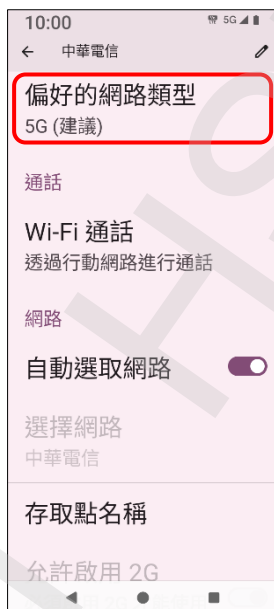 10:00 5G
中華電信
偏好的網路類型
5G (建議)
通話
Wi-Fi 通話
透過行動網路進行通話
網路
自動選取網路
選擇網路
中華電信
存取點名稱
允許啟用 2G